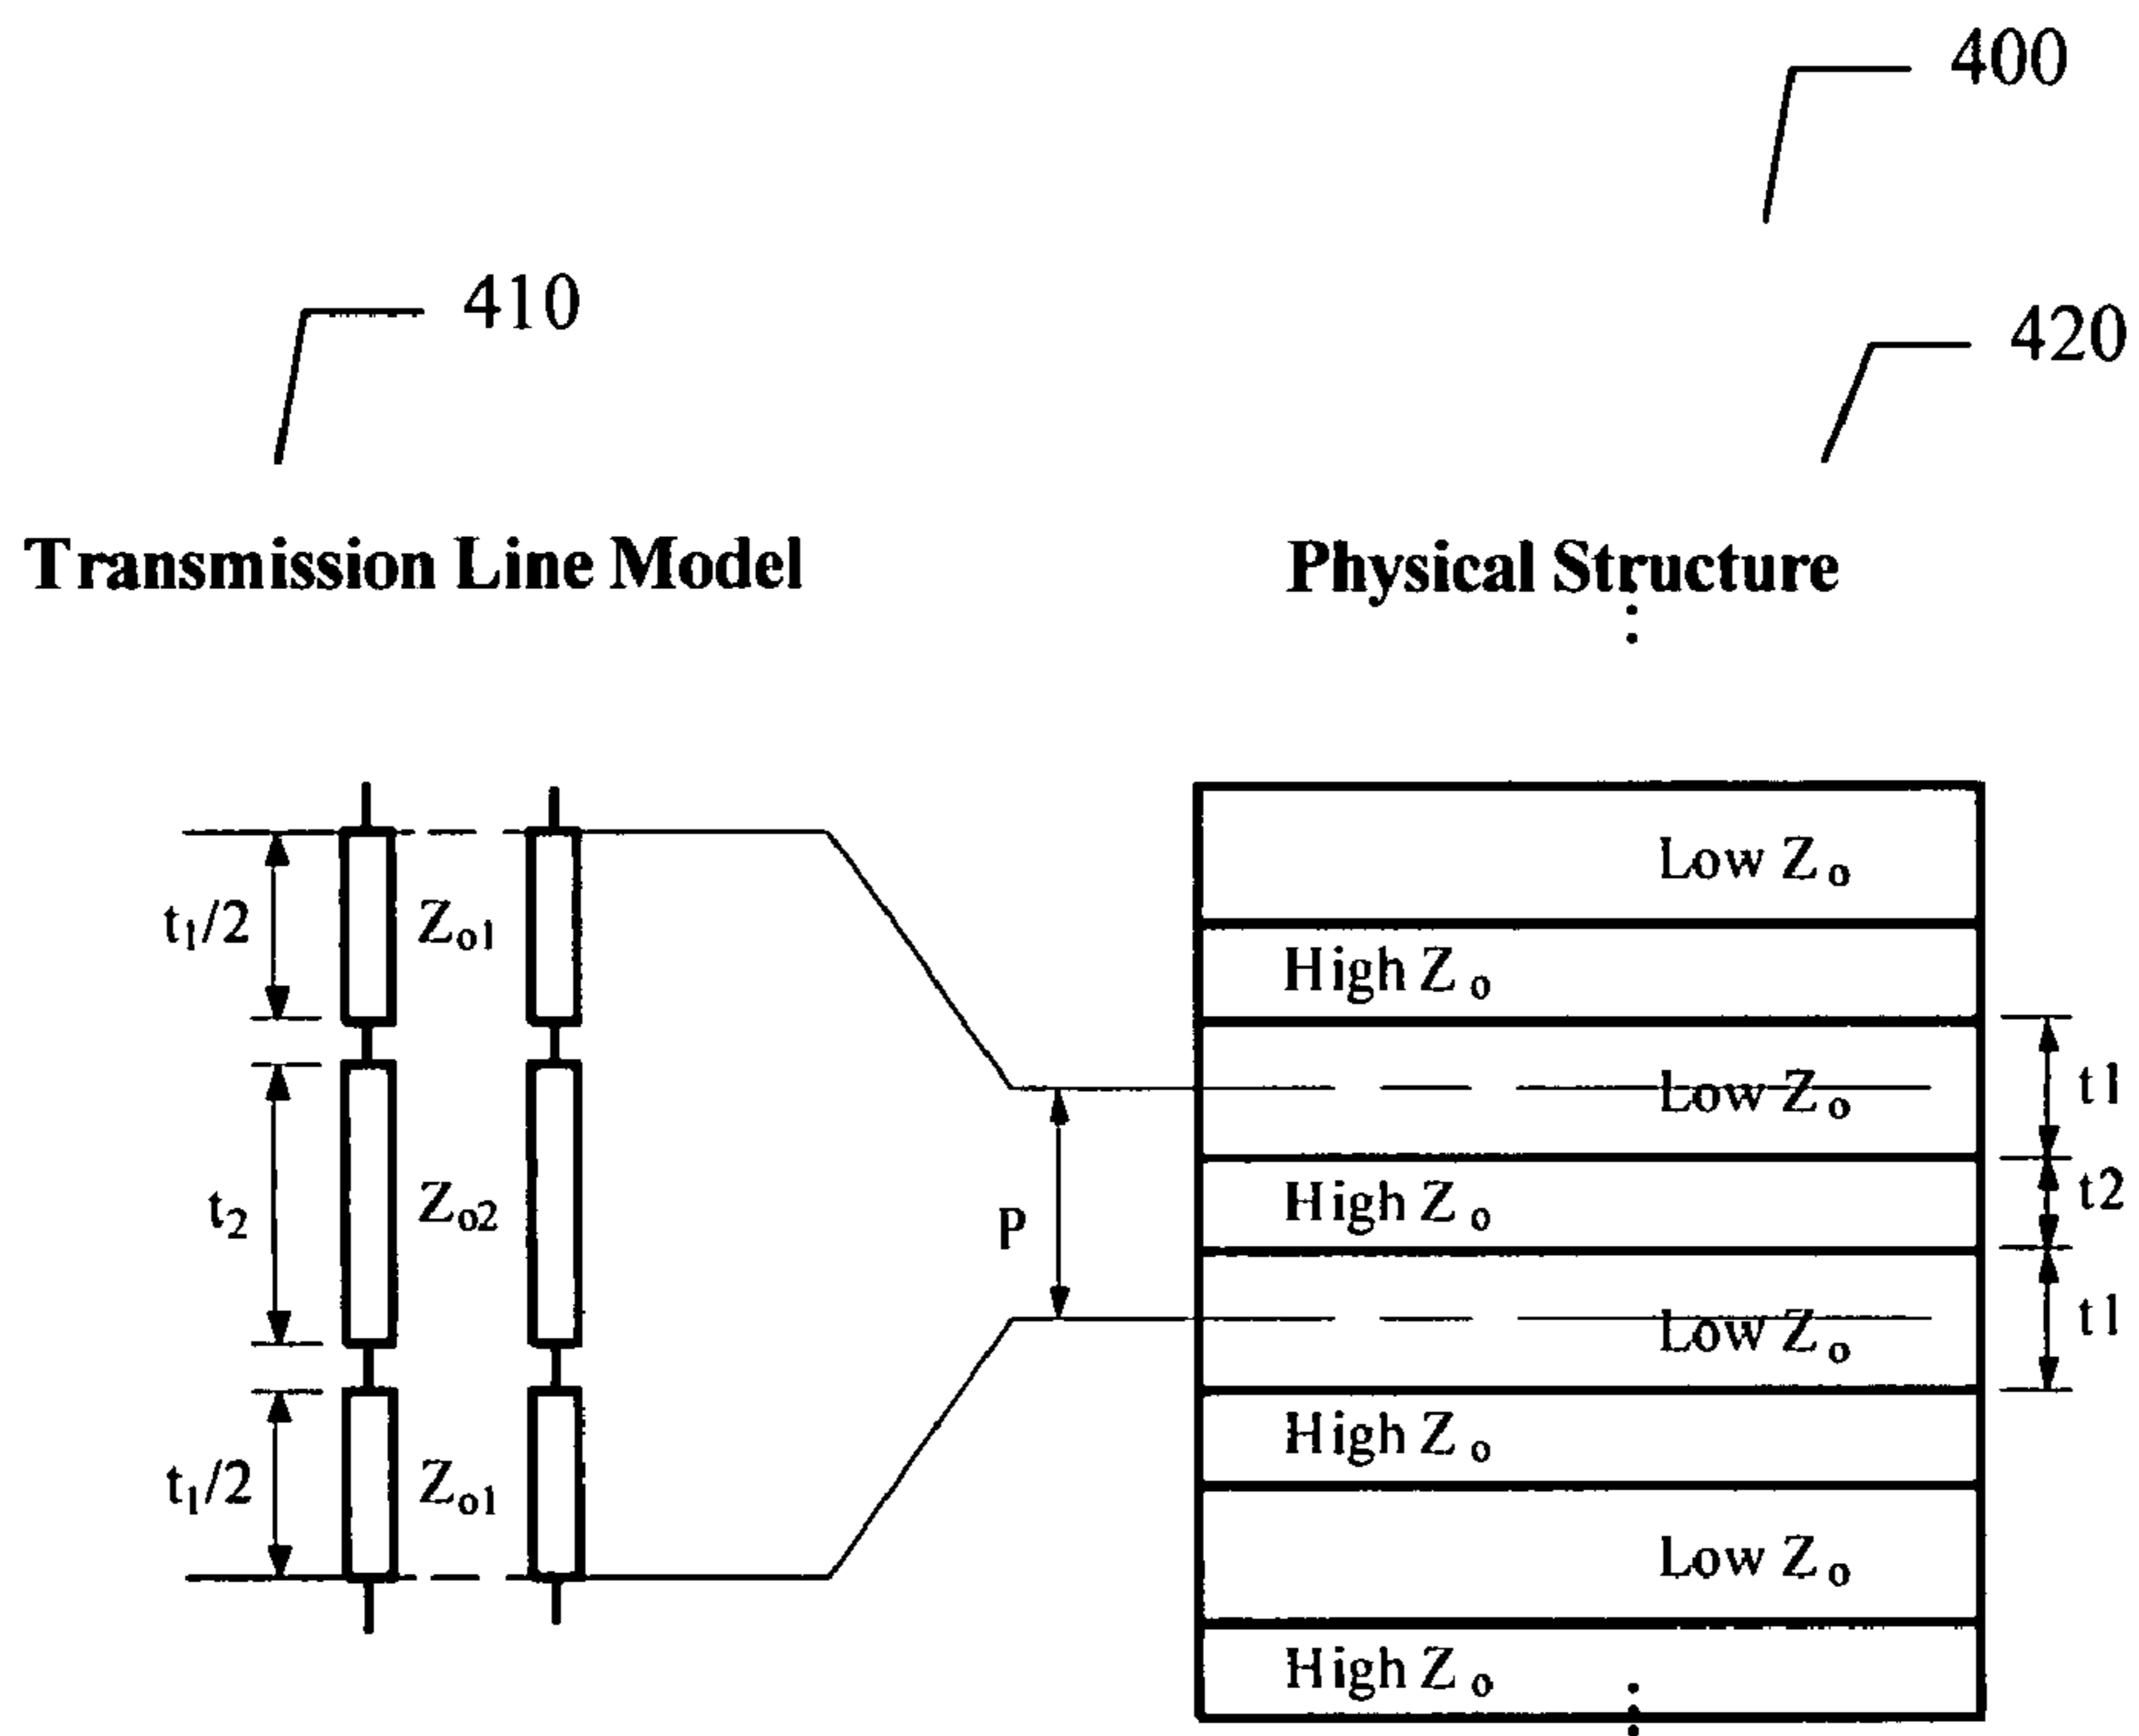 400
410
420
Transmission Line Model
Physical Structure
Low Zo
t1/2
Zo1
High Zo
Low Zo
t1
P
t2
Zo2
High Zo
t2
Low Zo
t1
High Zo
t1/2
Zo1
Low Zo
High Zo